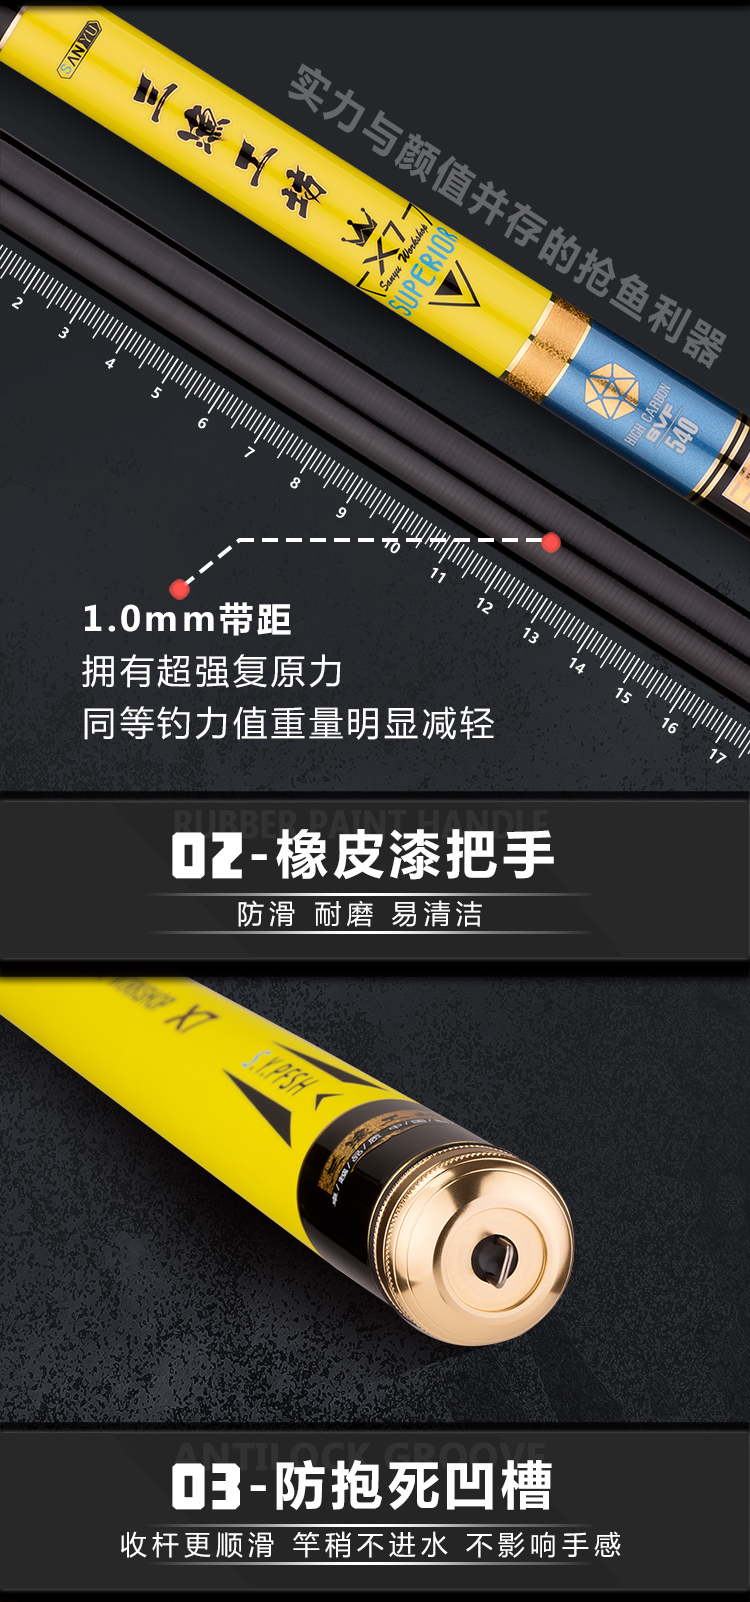 SANYU
三漁工坊
X7
Sanyu Workshop
SUPERIOR
实力与颜值并存的抢鱼利器
HIGH CARBON
SVF
540
2 3 4 5 6 7 8 9 10 11 12 13 14 15 16 17
1.0mm带距
拥有超强复原力
同等钓力值重量明显减轻
RUBBER PAINT HANDLE
02-橡皮漆把手
防滑 耐磨 易清洁
WORKSHOP X7
S.Y.PFSH
ANTILOCK GROOVE
03-防抱死凹槽
收杆更顺滑 竿稍不进水 不影响手感